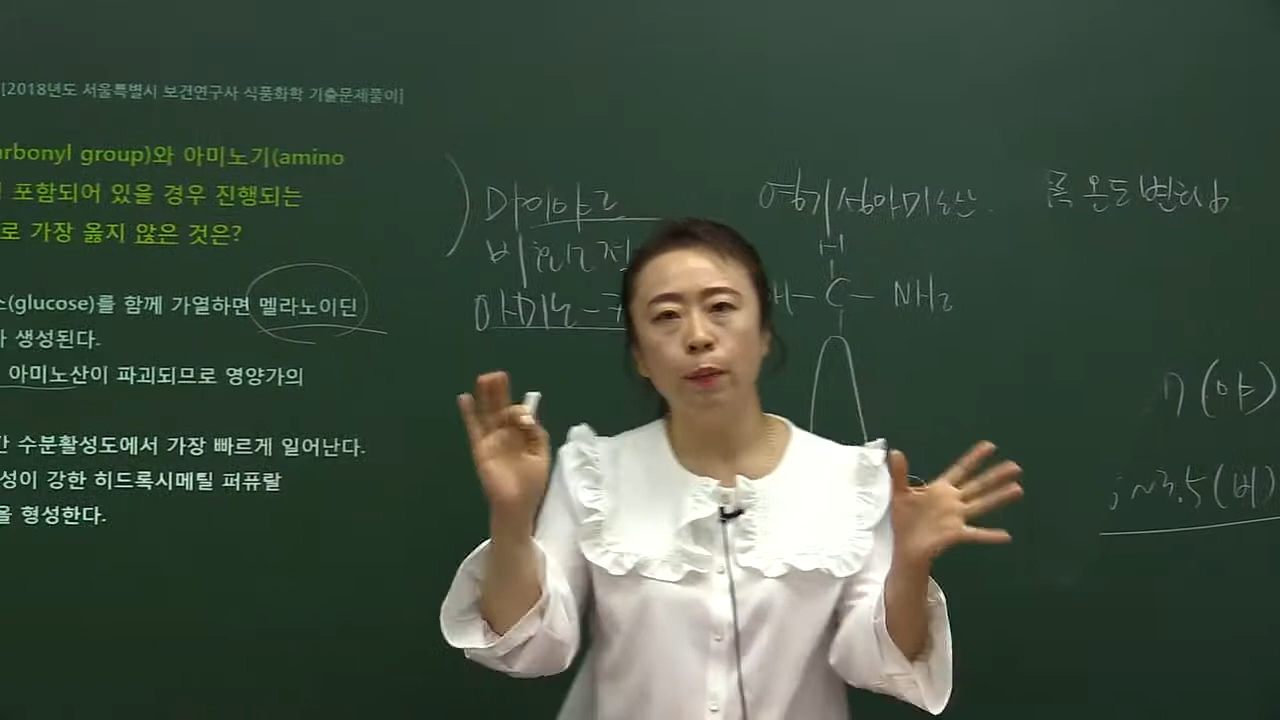 [2018년도 서울특별시 보건연구사 식품화학 기출문제풀이]
arbonyl group)와 아미노기(amino
포함되어 있을 경우 진행되는
로 가장 옳지 않은 것은?
(glucose)를 함께 가열하면 멜라노이딘
가 생성된다.
아미노산이 파괴되므로 영양가의
수분활성도에서 가장 빠르게 일어난다.
성이 강한 히드록시메틸 퍼퓨랄
을 형성한다.
) 마이야르
비효소적
아미노-
염기성아미노산
H
H-C-NH2
온도변화
7 (야)
~3.5 (비)